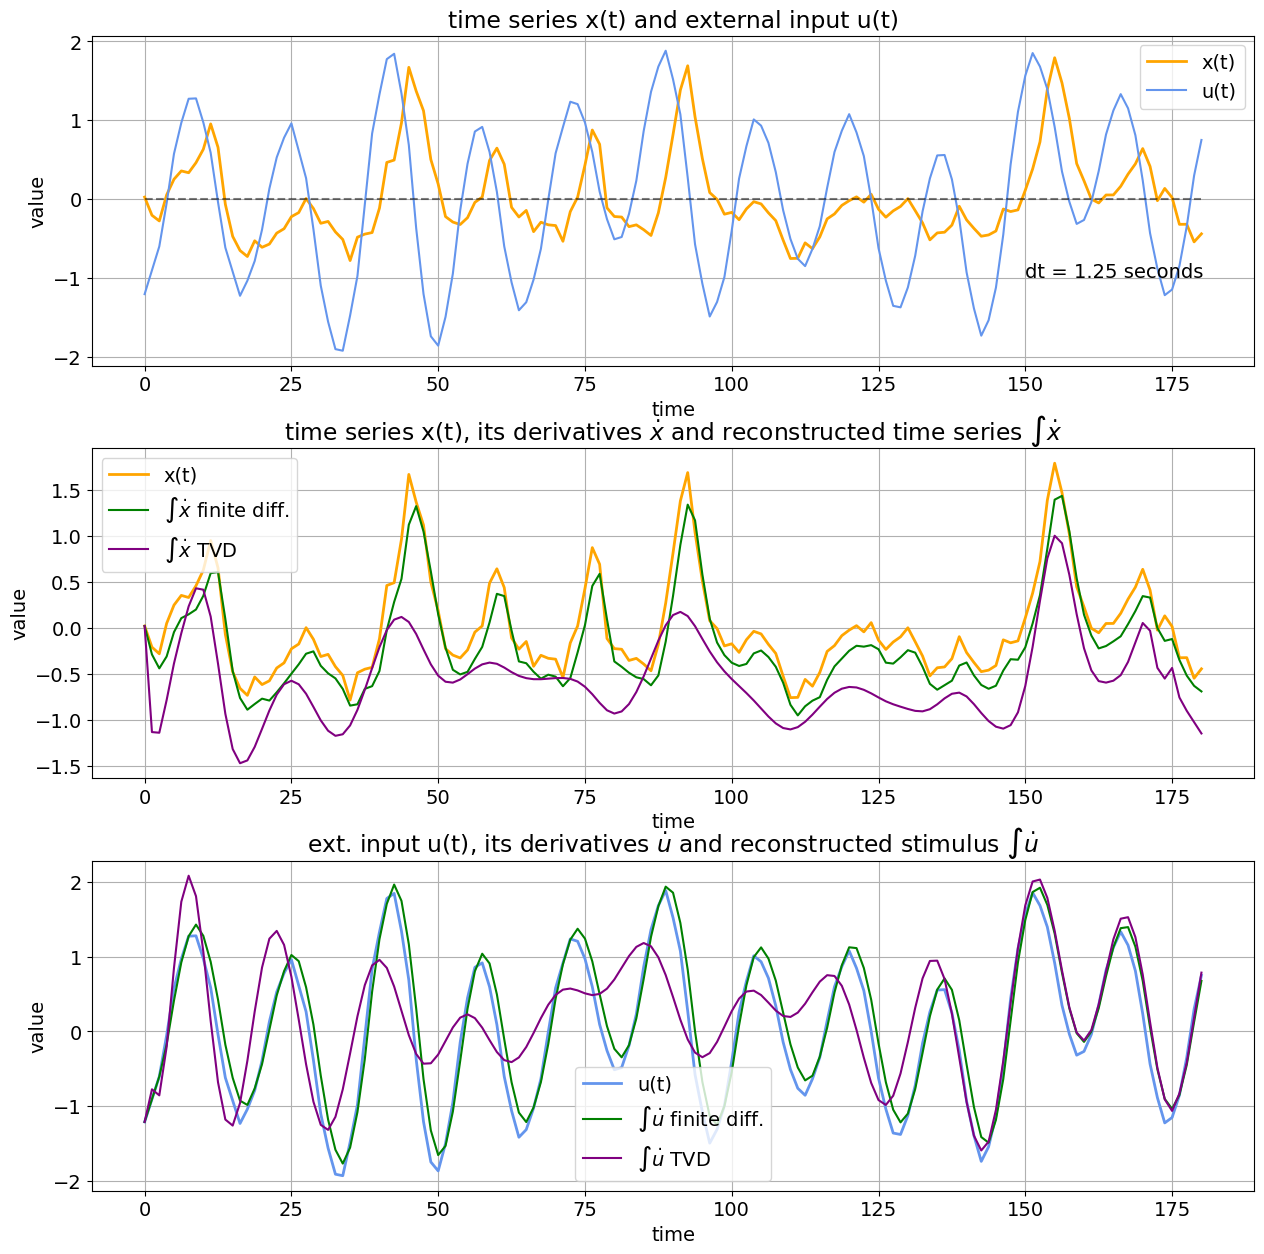 time series x(t) and external input u(t)
2
1
0
−1
−2
value
x(t)
u(t)
dt = 1.25 seconds
0 25 50 75 100 125 150 175
time
time series x(t), its derivatives ẋ and reconstructed time series ∫ẋ
1.5
1.0
0.5
0.0
−0.5
−1.0
−1.5
value
x(t)
∫ẋ finite diff.
∫ẋ TVD
0 25 50 75 100 125 150 175
time
ext. input u(t), its derivatives u̇ and reconstructed stimulus ∫u̇
2
1
0
−1
−2
value
u(t)
∫u̇ finite diff.
∫u̇ TVD
0 25 50 75 100 125 150 175
time